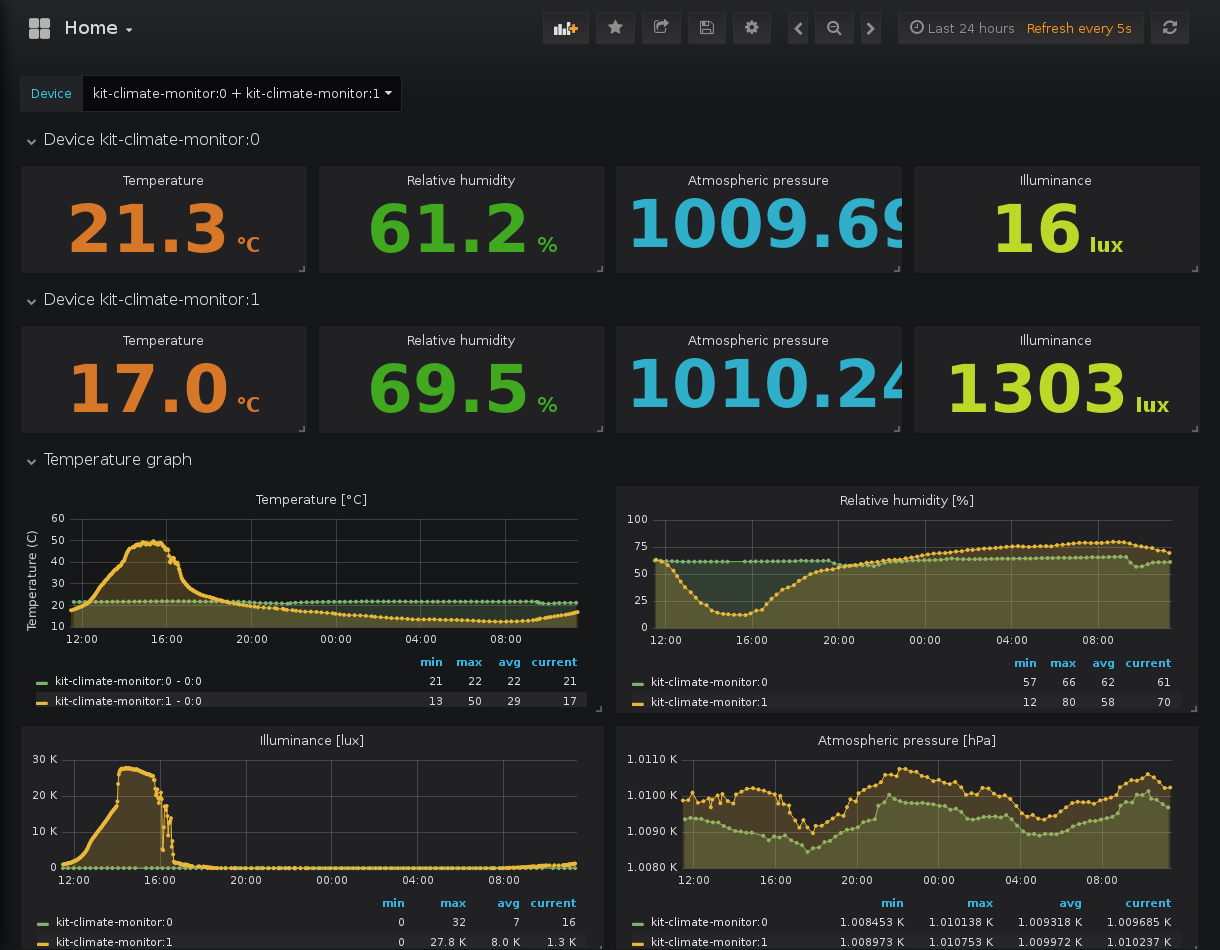 Home
Last 24 hours Refresh every 5s
Device kit-climate-monitor:0 + kit-climate-monitor:1
Device kit-climate-monitor:0
Temperature Relative humidity Atmospheric pressure Illuminance
21.3 °C 61.2 % 1009.69 16 lux
Device kit-climate-monitor:1
Temperature Relative humidity Atmospheric pressure Illuminance
17.0 °C 69.5 % 1010.24 1303 lux
Temperature graph
Temperature [°C]
Temperature (C)
60
50
40
30
20
10
12:00 16:00 20:00 00:00 04:00 08:00
min max avg current
kit-climate-monitor:0 - 0:0 21 22 22 21
kit-climate-monitor:1 - 0:0 13 50 29 17
Relative humidity [%]
100
75
50
25
0
12:00 16:00 20:00 00:00 04:00 08:00
min max avg current
kit-climate-monitor:0 57 66 62 61
kit-climate-monitor:1 12 80 58 70
Illuminance [lux]
30 K
20 K
10 K
0
12:00 16:00 20:00 00:00 04:00 08:00
min max avg current
kit-climate-monitor:0 0 32 7 16
kit-climate-monitor:1 0 27.8 K 8.0 K 1.3 K
Atmospheric pressure [hPa]
1.0110 K
1.0100 K
1.0090 K
1.0080 K
12:00 16:00 20:00 00:00 04:00 08:00
min max avg current
kit-climate-monitor:0 1.008453 K 1.010138 K 1.009318 K 1.009685 K
kit-climate-monitor:1 1.008973 K 1.010753 K 1.009972 K 1.010237 K